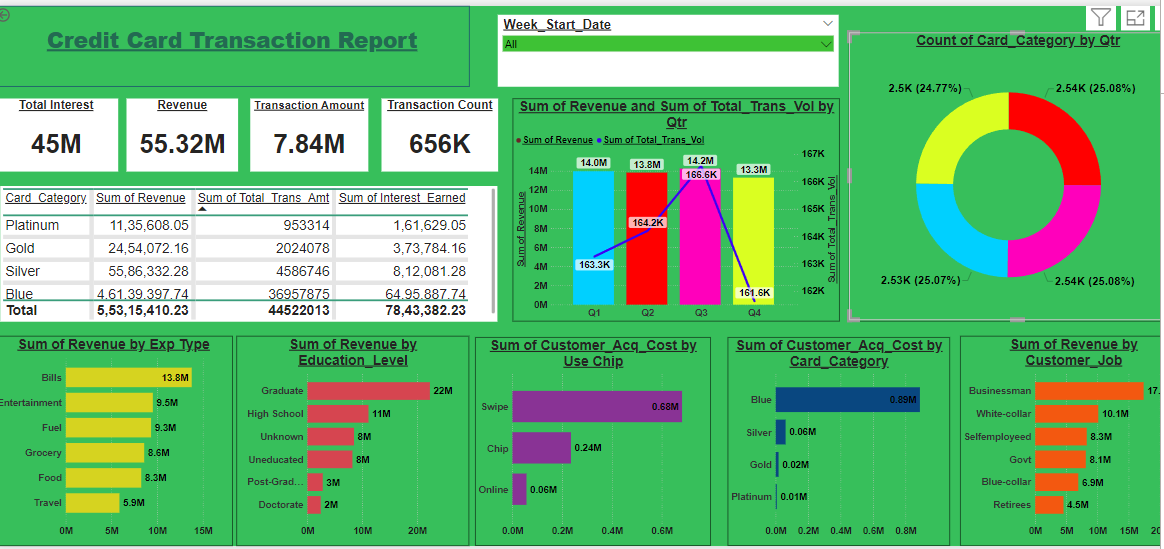 Credit Card Transaction Report
Week_Start_Date
All
Total Interest
45M
Revenue
55.32M
Transaction Amount
7.84M
Transaction Count
656K
Card_Category Sum of Revenue Sum of Total_Trans_Amt Sum of Interest_Earned
Platinum 11,35,608.05 953314 1,61,629.05
Gold 24,54,072.16 2024078 3,73,784.16
Silver 55,86,332.28 4586746 8,12,081.28
Blue 4,61,39,397.74 36957875 64,95,887.74
Total 5,53,15,410.23 44522013 78,43,382.23
Sum of Revenue and Sum of Total_Trans_Vol by
Qtr
Sum of Revenue Sum of Total_Trans_Vol
Sum of Revenue
14M
12M
10M
8M
6M
4M
2M
0M
14.0M
13.8M
14.2M
13.3M
163.3K
164.2K
166.6K
161.6K
167K
166K
165K
164K
163K
162K
Sum of Total_Trans_Vol
Q1 Q2 Q3 Q4
Count of Card_Category by Qtr
2.5K (24.77%)
2.54K (25.08%)
2.53K (25.07%)
2.54K (25.08%)
Sum of Revenue by Exp_Type
Bills 13.8M
Entertainment 9.5M
Fuel 9.3M
Grocery 8.6M
Food 8.3M
Travel 5.9M
0M 5M 10M 15M
Sum of Revenue by
Education_Level
Graduate 22M
High School 11M
Unknown 8M
Uneducated 8M
Post-Grad... 3M
Doctorate 2M
0M 10M 20M
Sum of Customer_Acq_Cost by
Use Chip
Swipe 0.68M
Chip 0.24M
Online 0.06M
0.0M 0.2M 0.4M 0.6M
Sum of Customer_Acq_Cost by
Card_Category
Blue 0.89M
Silver 0.06M
Gold 0.02M
Platinum 0.01M
0.0M 0.2M 0.4M 0.6M 0.8M
Sum of Revenue by
Customer_Job
Businessman 17.
White-collar 10.1M
Selfemployeed 8.3M
Govt 8.1M
Blue-collar 6.9M
Retirees 4.5M
0M 5M 10M 15M 20